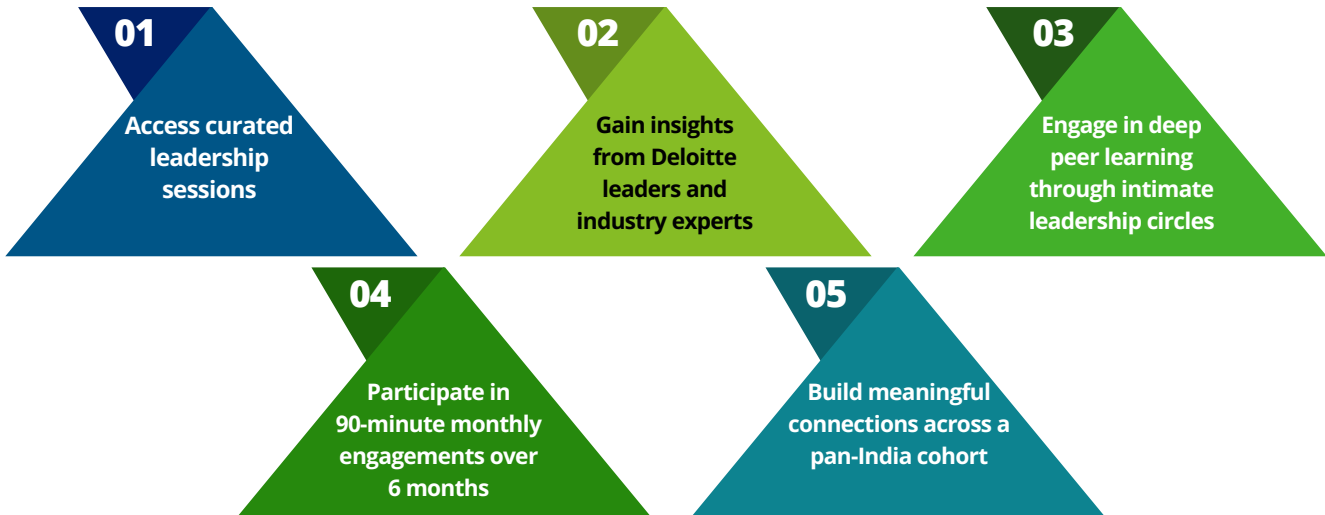 01
Access curated
leadership
sessions
02
Gain insights
from Deloitte
leaders and
industry experts
03
Engage in deep
peer learning
through intimate
leadership circles
04
Participate in
90-minute monthly
engagements over
6 months
05
Build meaningful
connections across a
pan-India cohort